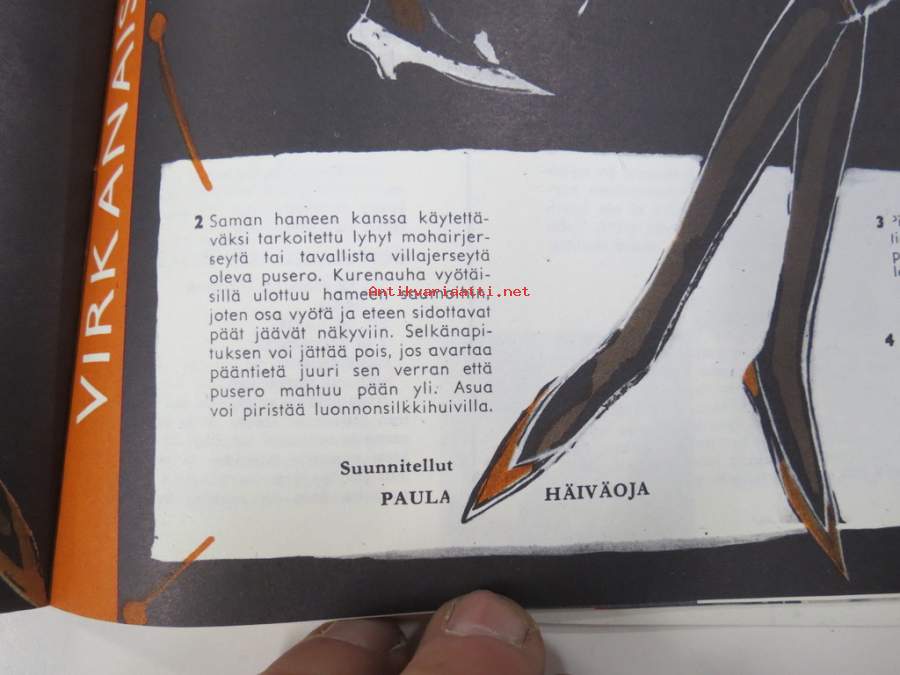 VIRKANAIS
2 Saman hameen kanssa käytettä-
väksi tarkoitettu lyhyt mohairjer-
seytä tai tavallista villajerseytä
oleva pusero. Kurenauha vyötäi-
sillä ulottuu hameen saumoihin,
joten osa vyötä ja eteen sidottavat
päät jäävät näkyviin. Selkänapi-
tuksen voi jättää pois, jos avartaa
pääntietä juuri sen verran että
pusero mahtuu pään yli. Asua
voi piristää luonnonsilkkihuivilla.
Suunnitellut
PAULA HÄIVÄOJA
3
4
Antikvariaatti.net